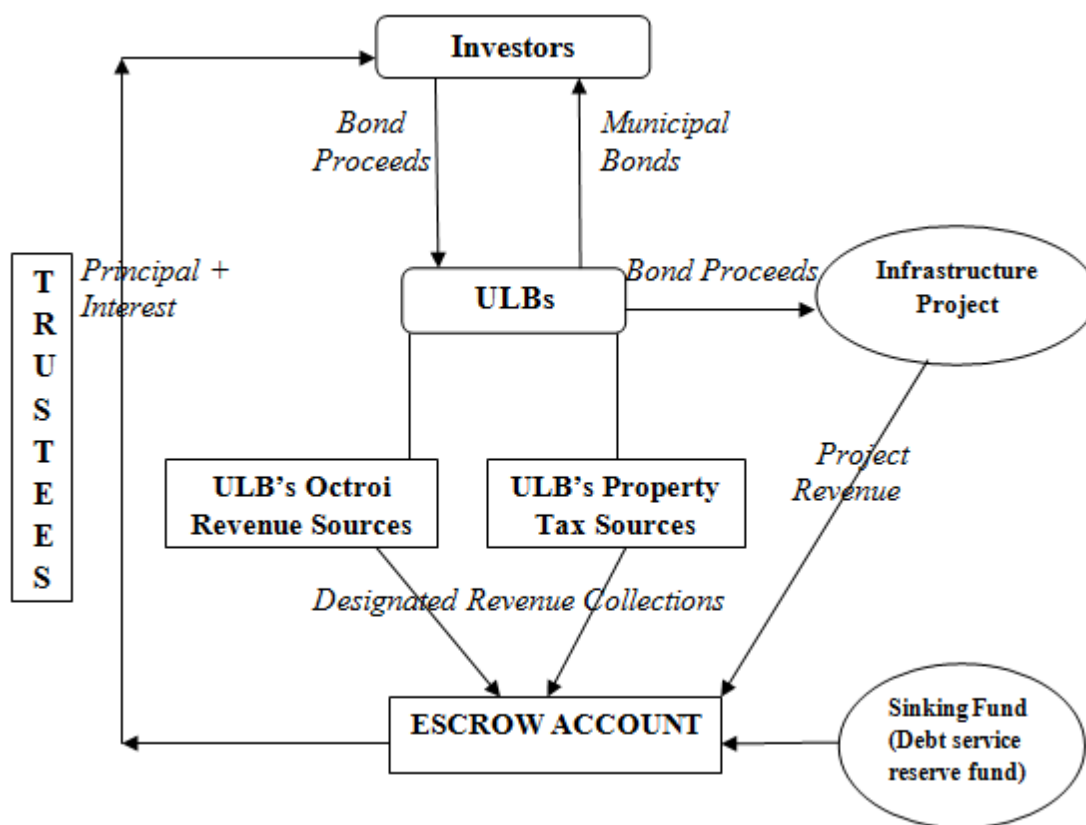 Investors
Bond
Proceeds
Municipal
Bonds
T
R
U
S
T
E
E
S
Principal +
Interest
ULBs
Bond Proceeds
Infrastructure
Project
ULB's Octroi
Revenue Sources
ULB's Property
Tax Sources
Project
Revenue
Designated Revenue Collections
ESCROW ACCOUNT
Sinking Fund
(Debt service
reserve fund)